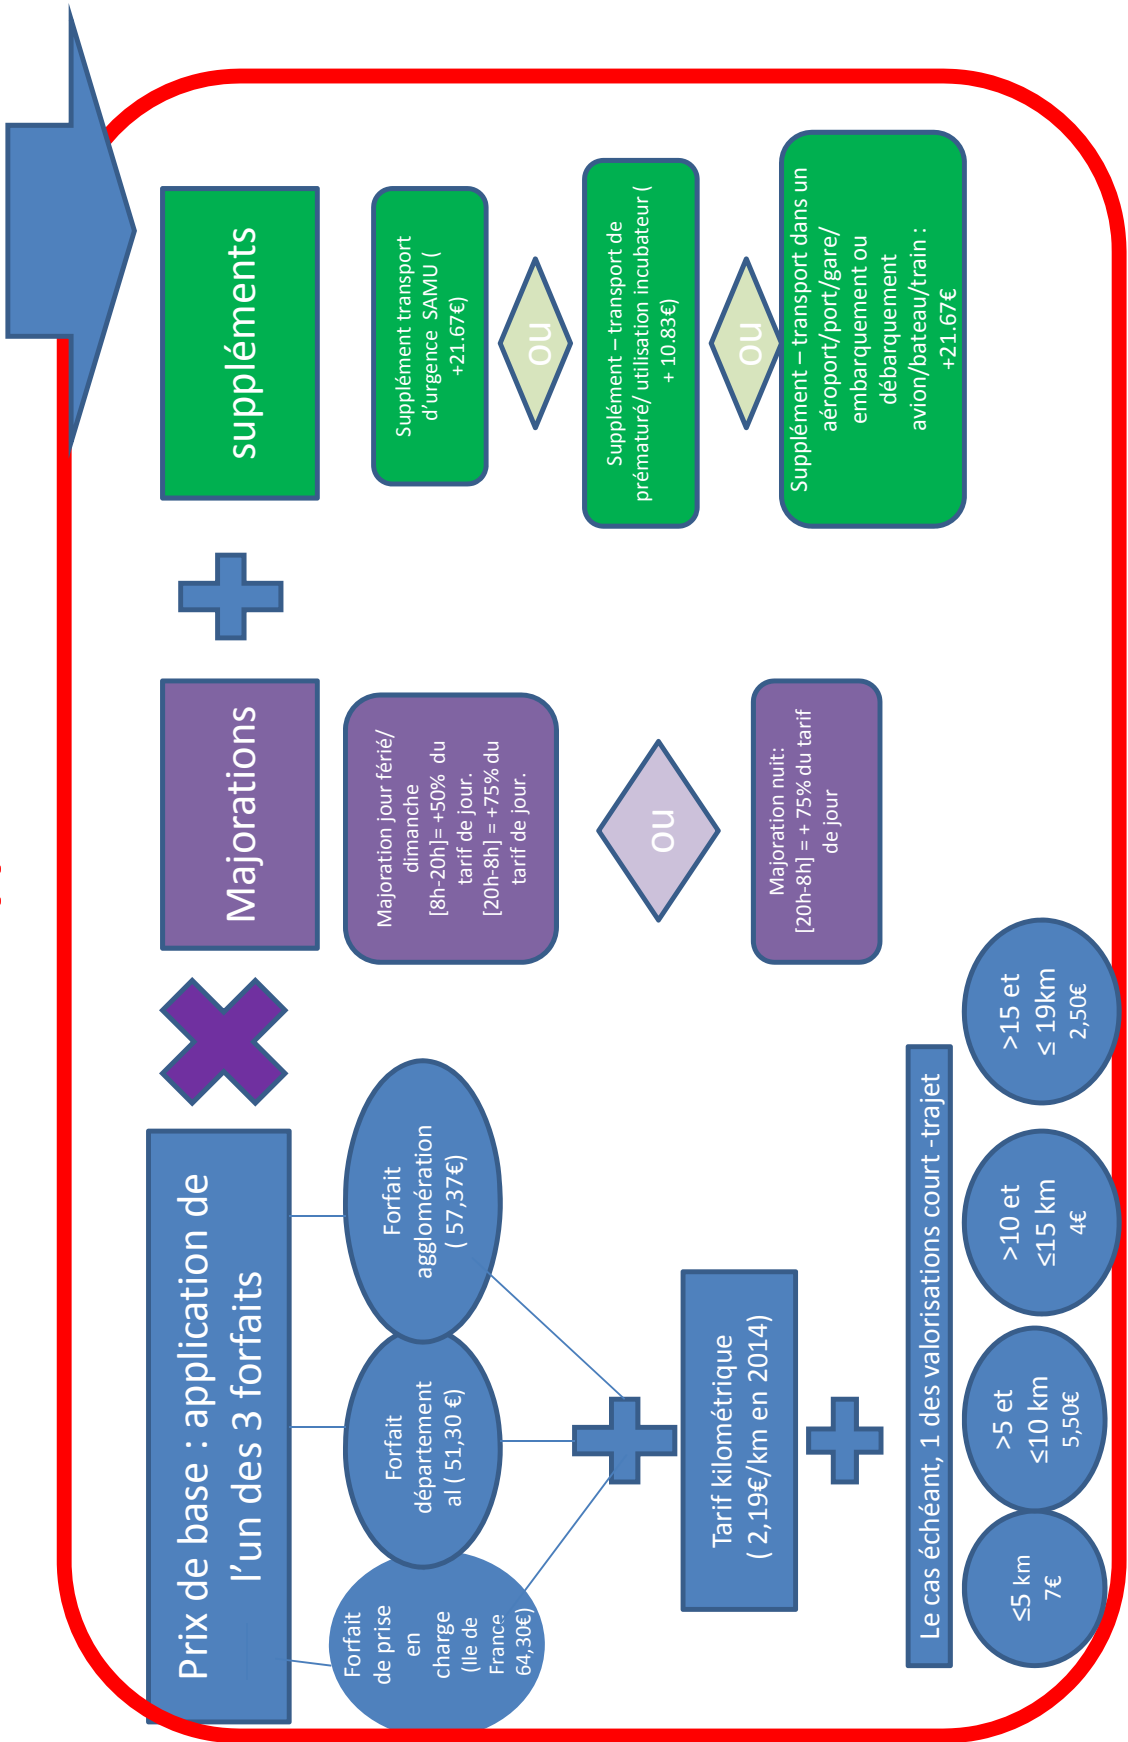 Prix de base : application de
l'un des 3 forfaits
Forfait
de prise
en
charge
(Ile de
France:
64,30€)
Forfait
département
al ( 51,30 €)
Forfait
agglomération
( 57,37€)
Tarif kilométrique
( 2,19€/km en 2014)
Le cas échéant, 1 des valorisations court -trajet
≤5 km
7€
>5 et
≤10 km
5,50€
>10 et
≤15 km
4€
>15 et
≤ 19km
2,50€
Majorations
Majoration jour férié/
dimanche
[8h-20h]= +50% du
tarif de jour.
[20h-8h] = +75% du
tarif de jour.
ou
Majoration nuit:
[20h-8h] = + 75% du tarif
de jour
suppléments
Supplément transport
d'urgence SAMU (
+21.67€)
ou
Supplément – transport de
prématuré/ utilisation incubateur (
+ 10.83€)
ou
Supplément – transport dans un
aéroport/port/gare/
embarquement ou
débarquement
avion/bateau/train :
+21.67€